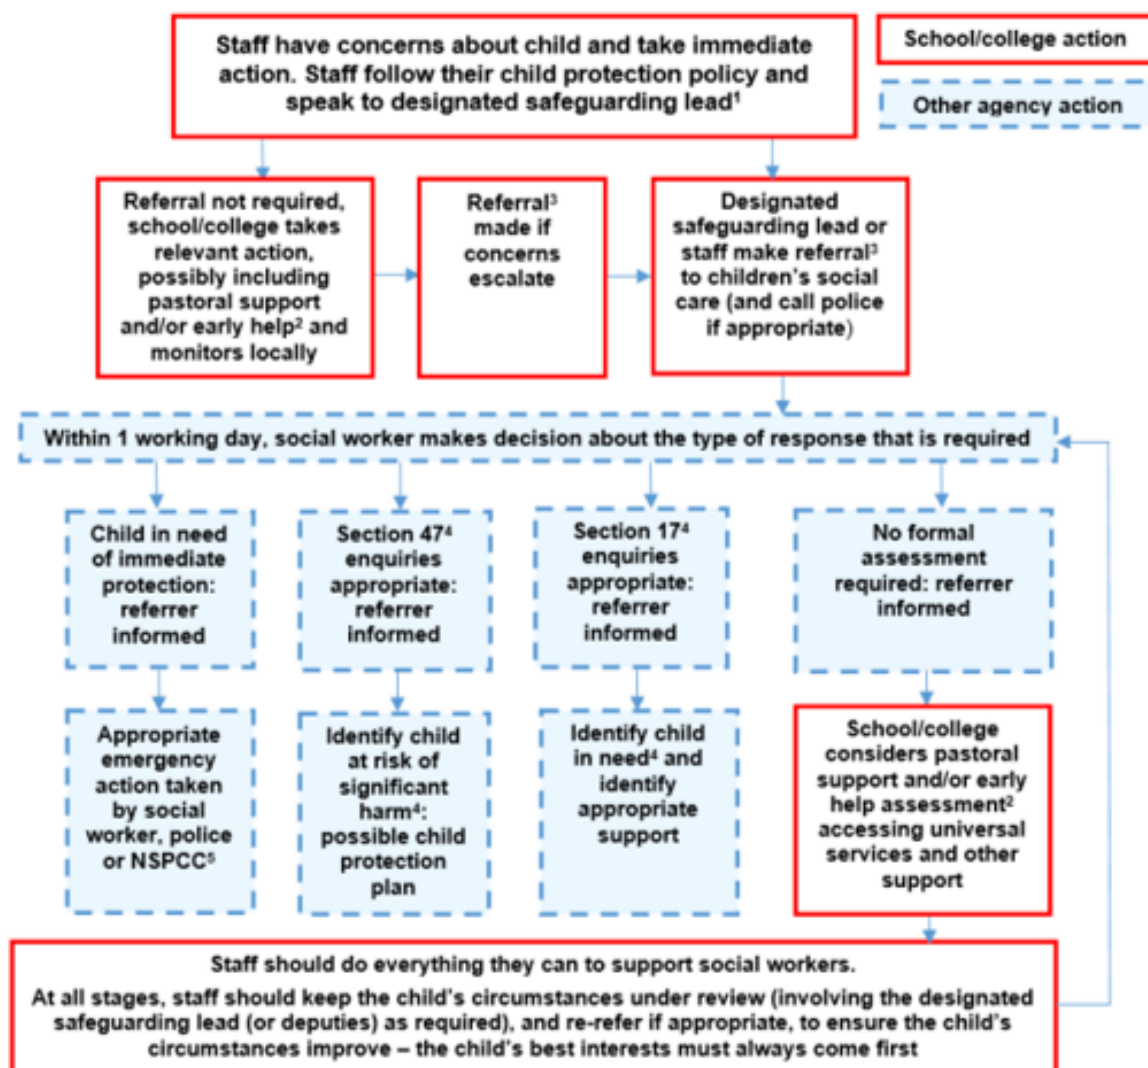 Staff have concerns about child and take immediate
action. Staff follow their child protection policy and
speak to designated safeguarding lead¹
School/college action
Other agency action
Referral not required,
school/college takes
relevant action,
possibly including
pastoral support
and/or early help² and
monitors locally
Referral³
made if
concerns
escalate
Designated
safeguarding lead or
staff make referral³
to children's social
care (and call police
if appropriate)
Within 1 working day, social worker makes decision about the type of response that is required
Child in need
of immediate
protection:
referrer
informed
Section 47⁴
enquiries
appropriate:
referrer
informed
Section 17⁴
enquiries
appropriate:
referrer
informed
No formal
assessment
required: referrer
informed
Appropriate
emergency
action taken
by social
worker, police
or NSPCC⁵
Identify child
at risk of
significant
harm⁴:
possible child
protection
plan
Identify child
in need⁴ and
identify
appropriate
support
School/college
considers pastoral
support and/or early
help assessment²
accessing universal
services and other
support
Staff should do everything they can to support social workers.
At all stages, staff should keep the child's circumstances under review (involving the designated
safeguarding lead (or deputies) as required), and re-refer if appropriate, to ensure the child's
circumstances improve – the child's best interests must always come first